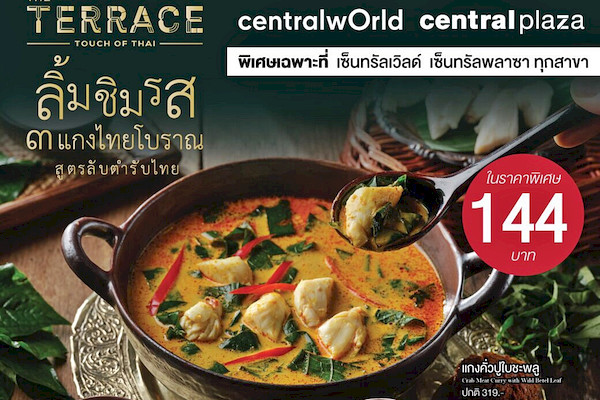 THE
TERRACE
TOUCH OF THAI
ลิ้มชิมรส
๓ แกงไทยโบราณ
สูตรลับตำรับไทย
centralwOrld central plaza
พิเศษเฉพาะที่ เซ็นทรัลเวิลด์ เซ็นทรัลพลาซา ทุกสาขา
ในราคาพิเศษ
144
บาท
แกงคั่วปูใบชะพลู
Crab Meat Curry with Wild Betel Leaf
ปกติ 319.-